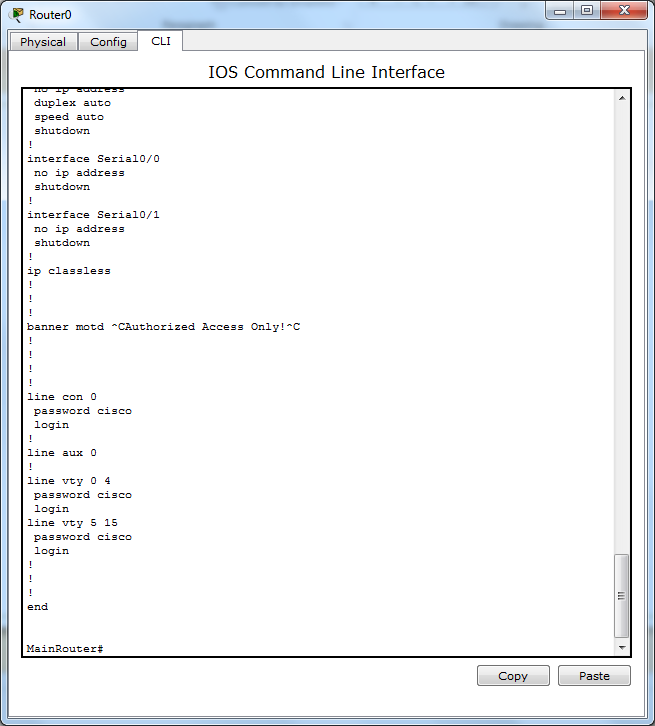 Router0
Physical Config CLI
IOS Command Line Interface
no ip address
duplex auto
speed auto
shutdown
!
interface Serial0/0
no ip address
shutdown
!
interface Serial0/1
no ip address
shutdown
!
ip classless
!
!
!
banner motd ^CAuthorized Access Only!^C
!
!
!
!
line con 0
password cisco
login
!
line aux 0
!
line vty 0 4
password cisco
login
line vty 5 15
password cisco
login
!
!
!
end
MainRouter#
Copy Paste